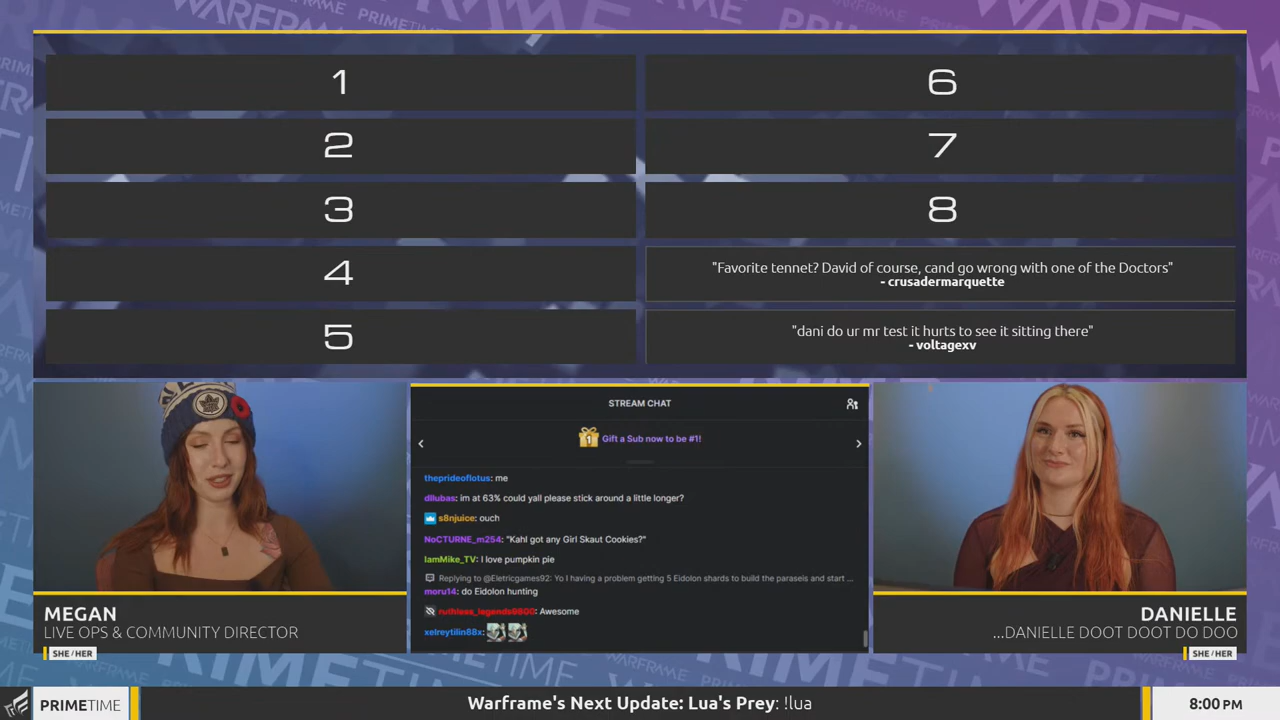 1
2
3
4
5
6
7
8
"Favorite tennet? David of course, cand go wrong with one of the Doctors"
- crusadermarquette
"dani do ur mr test it hurts to see it sitting there"
- voltagexv
MEGAN
LIVE OPS & COMMUNITY DIRECTOR
SHE/HER
STREAM CHAT
1 Gift a Sub now to be #1!
theprideoflotus: me
dllubas: im at 63% could yall please stick around a little longer?
s8njuice: ouch
NoCTURNE_m254: "Kahl got any Girl Skaut Cookies?"
IamMike_TV: I love pumpkin pie
Replying to @Eletricgames92: Yo I having a problem getting 5 Eidolon shards to build the paraseis and start ...
moru14: do Eidolon hunting
ruthless_legends6600: Awesome
xelreytilin88x:
DANIELLE
...DANIELLE DOOT DOOT DO DOO
SHE/HER
PRIMETIME
Warframe's Next Update: Lua's Prey: !lua
8:00 PM